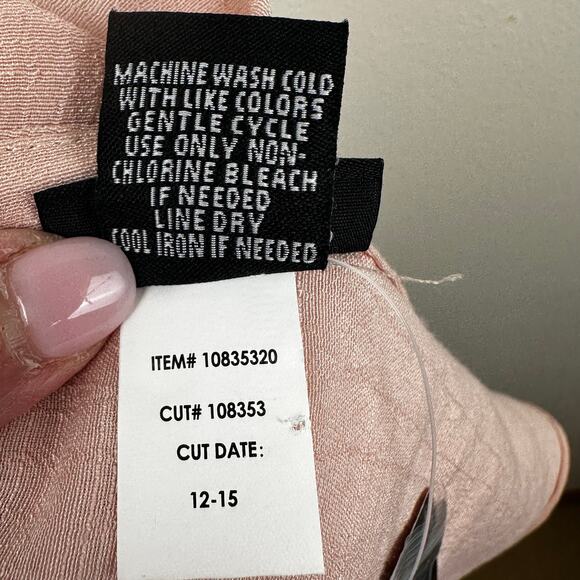 MACHINE WASH COLD
WITH LIKE COLORS
GENTLE CYCLE
USE ONLY NON-
CHLORINE BLEACH
IF NEEDED
LINE DRY
COOL IRON IF NEEDED
ITEM# 10835320
CUT# 108353
CUT DATE:
12-15